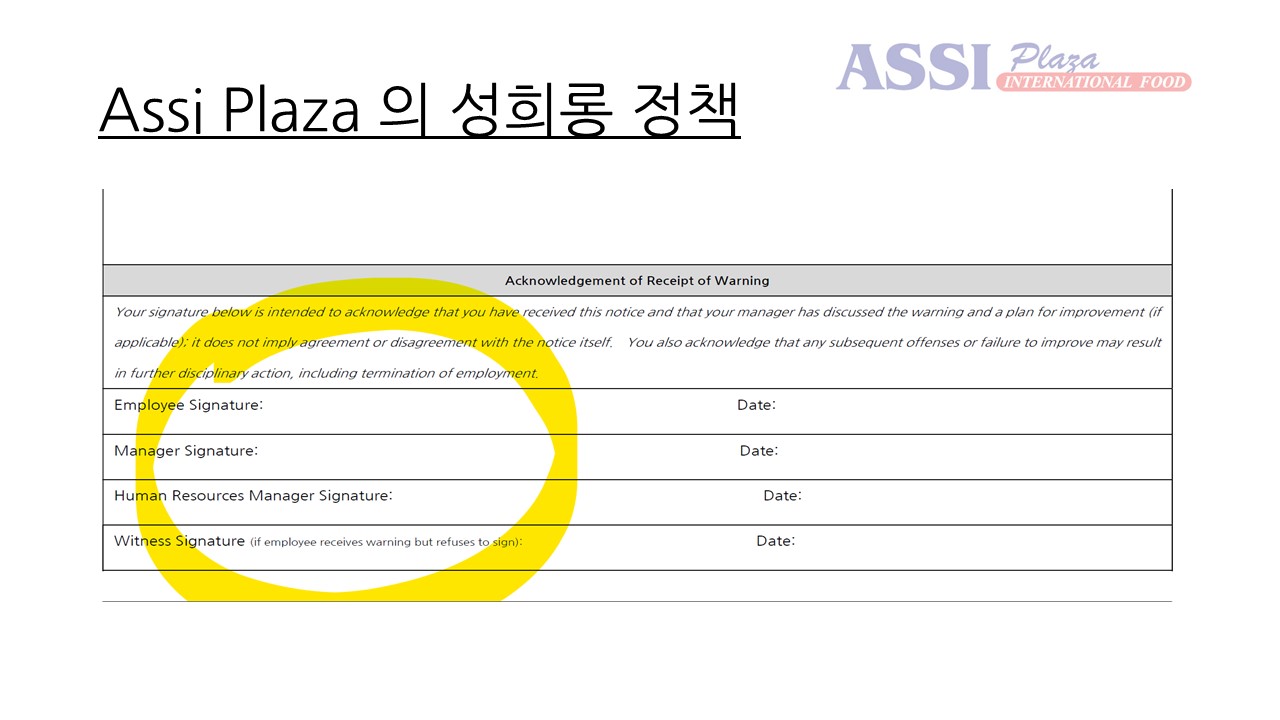 ASSI Plaza
INTERNATIONAL FOOD
Assi Plaza 의 성희롱 정책
Acknowledgement of Receipt of Warning
Your signature below is intended to acknowledge that you have received this notice and that your manager has discussed the warning and a plan for improvement (if
applicable); it does not imply agreement or disagreement with the notice itself. You also acknowledge that any subsequent offenses or failure to improve may result
in further disciplinary action, including termination of employment.
Employee Signature: Date:
Manager Signature: Date:
Human Resources Manager Signature: Date:
Witness Signature (if employee receives warning but refuses to sign): Date: